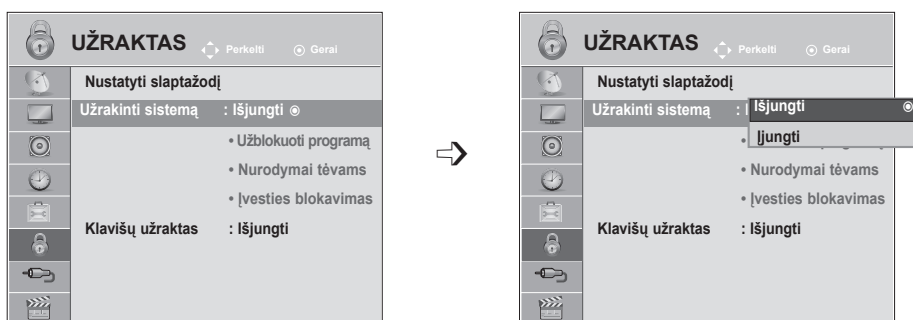 UŽRAKTAS Perkelti Gerai
Nustatyti slaptažodį
Užrakinti sistemą : Išjungti
• Užblokuoti programą
• Nurodymai tėvams
• Įvesties blokavimas
Klavišų užraktas : Išjungti
UŽRAKTAS Perkelti Gerai
Nustatyti slaptažodį
Užrakinti sistemą : Išjungti
Įjungti
• Nurodymai tėvams
• Įvesties blokavimas
Klavišų užraktas : Išjungti